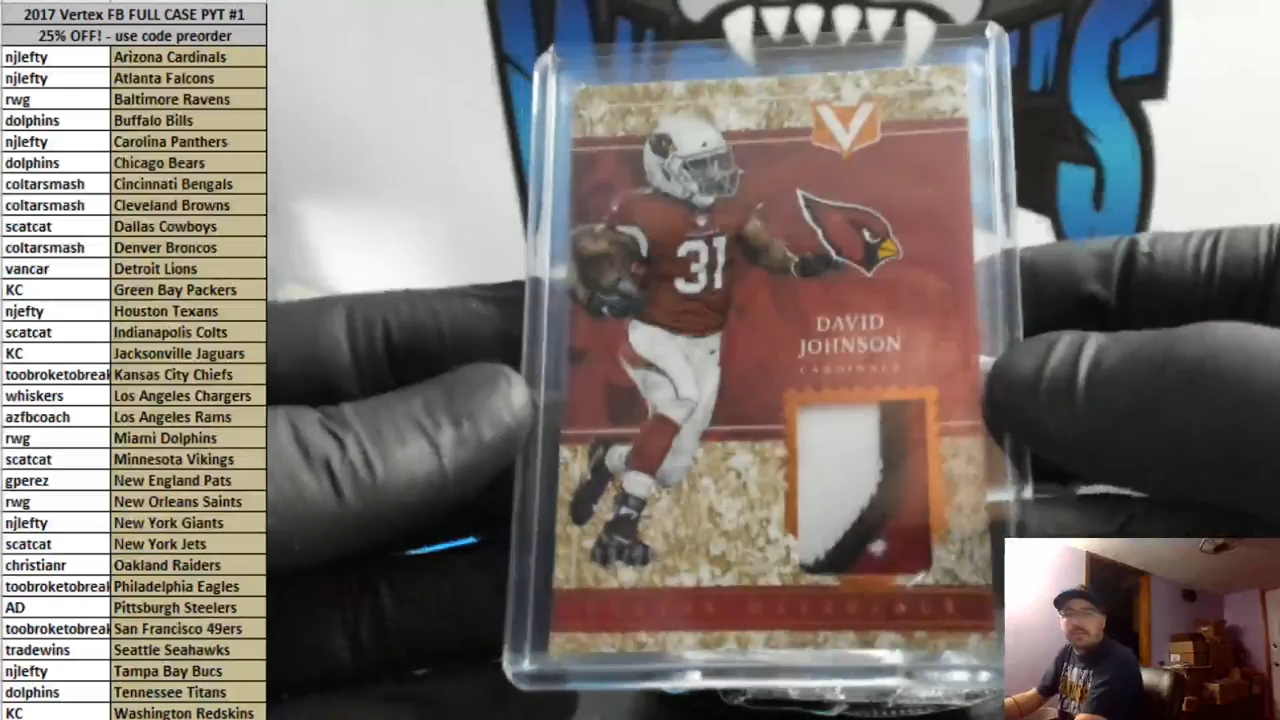 2017 Vertex FB FULL CASE PYT #1
25% OFF! - use code preorder
njlefty Arizona Cardinals
njlefty Atlanta Falcons
rwg Baltimore Ravens
dolphins Buffalo Bills
njlefty Carolina Panthers
dolphins Chicago Bears
coltarsmash Cincinnati Bengals
coltarsmash Cleveland Browns
scatcat Dallas Cowboys
coltarsmash Denver Broncos
vancar Detroit Lions
KC Green Bay Packers
njefty Houston Texans
scatcat Indianapolis Colts
KC Jacksonville Jaguars
toobroketobreak Kansas City Chiefs
whiskers Los Angeles Chargers
azfbcoach Los Angeles Rams
rwg Miami Dolphins
scatcat Minnesota Vikings
gperez New England Pats
rwg New Orleans Saints
njlefty New York Giants
scatcat New York Jets
christianr Oakland Raiders
toobroketobreak Philadelphia Eagles
AD Pittsburgh Steelers
toobroketobreak San Francisco 49ers
tradewins Seattle Seahawks
njlefty Tampa Bay Bucs
dolphins Tennessee Titans
KC Washington Redskins
V
31
DAVID
JOHNSON
CARDINALS